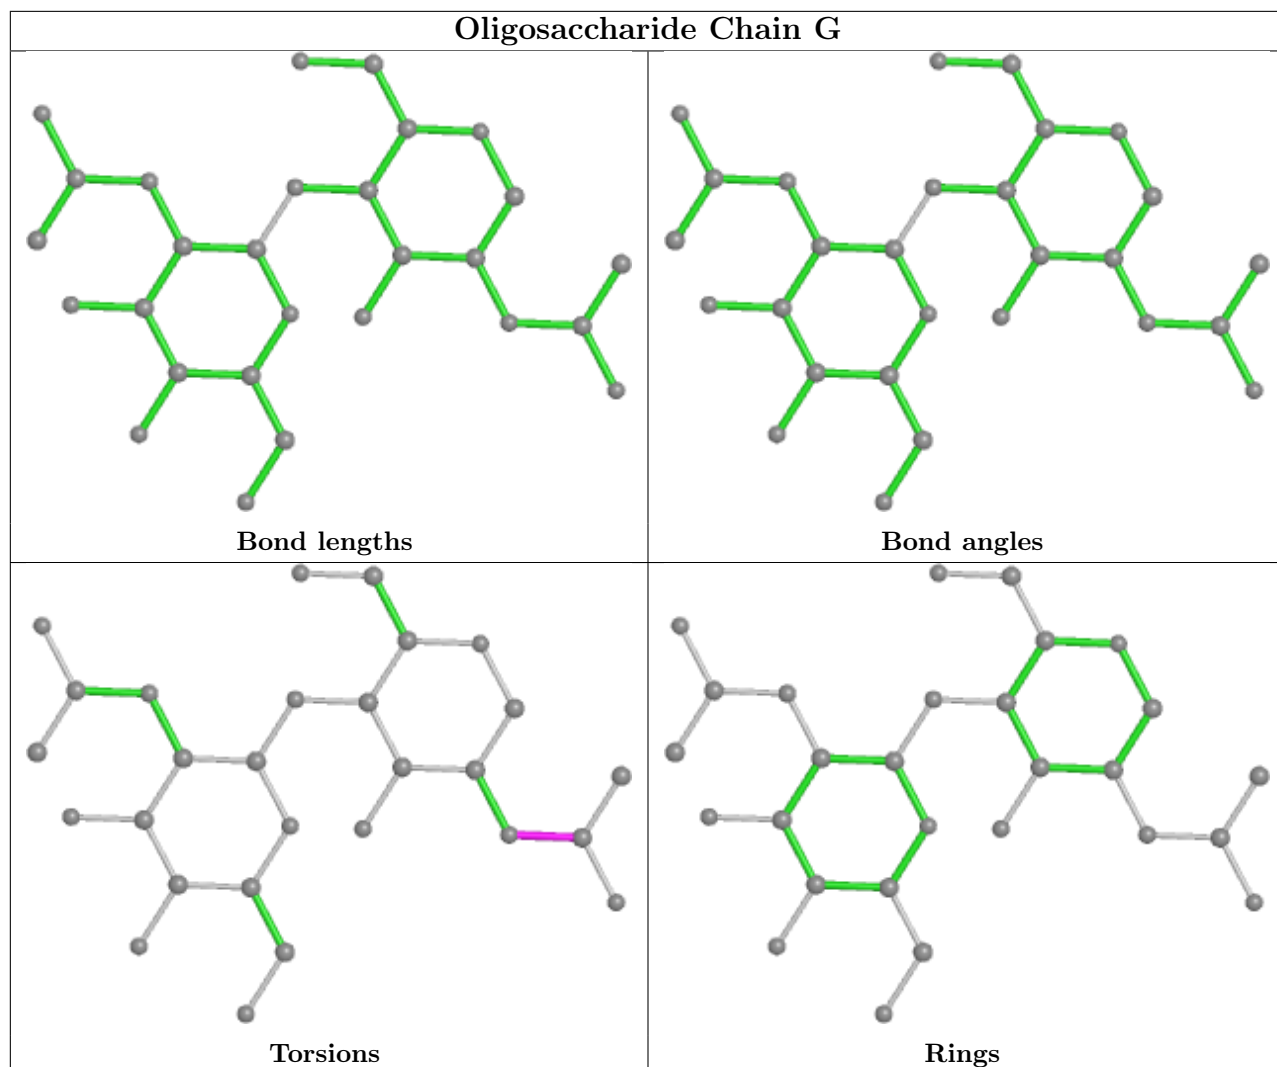 Oligosaccharide Chain G
Bond lengths
Bond angles
Torsions
Rings